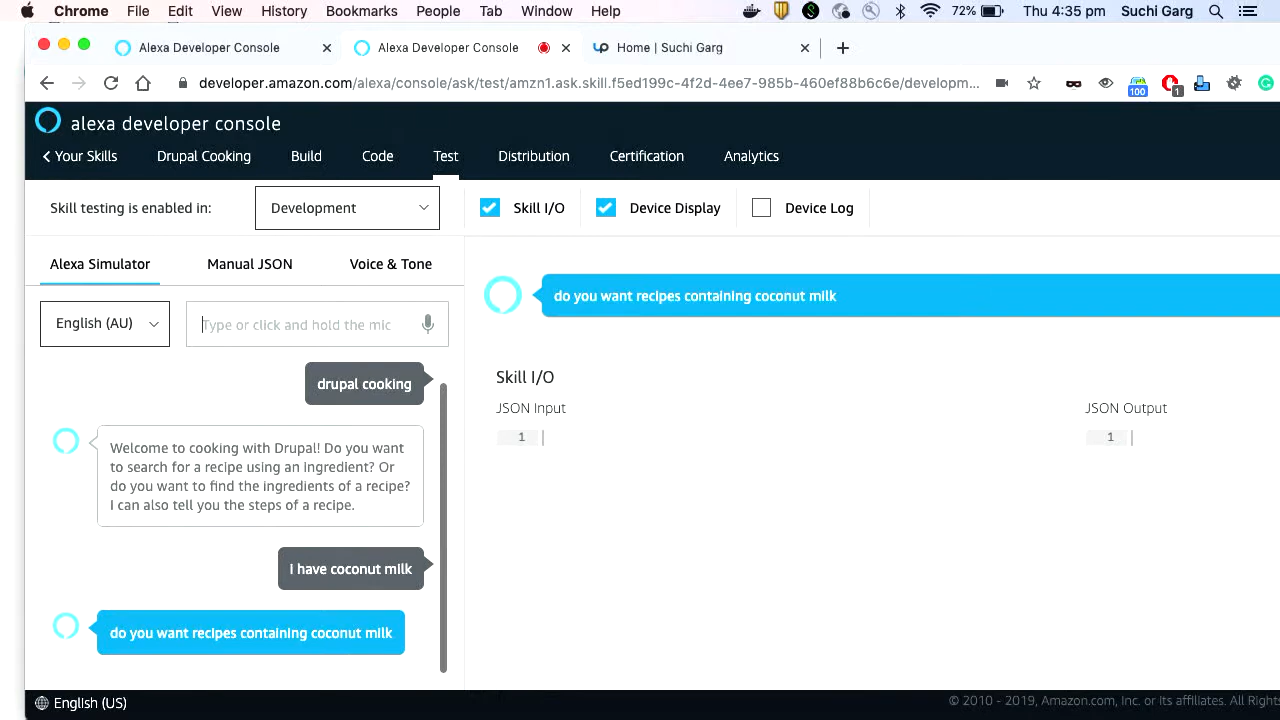 Chrome File Edit View History Bookmarks People Tab Window Help 72% Thu 4:35 pm Suchi Garg
Alexa Developer Console Alexa Developer Console Home | Suchi Garg
developer.amazon.com/alexa/console/ask/test/amzn1.ask.skill.f5ed199c-4f2d-4ee7-985b-460ef88b6c6e/developm... 100 1
alexa developer console
Your Skills Drupal Cooking Build Code Test Distribution Certification Analytics
Skill testing is enabled in: Development Skill I/O Device Display Device Log
Alexa Simulator Manual JSON Voice & Tone
do you want recipes containing coconut milk
English (AU) Type or click and hold the mic
Skill I/O
drupal cooking
JSON Input JSON Output
1 1
Welcome to cooking with Drupal! Do you want
to search for a recipe using an ingredient? Or
do you want to find the ingredients of a recipe?
I can also tell you the steps of a recipe.
I have coconut milk
do you want recipes containing coconut milk
English (US) © 2010 - 2019, Amazon.com, Inc. or its affiliates. All Rights